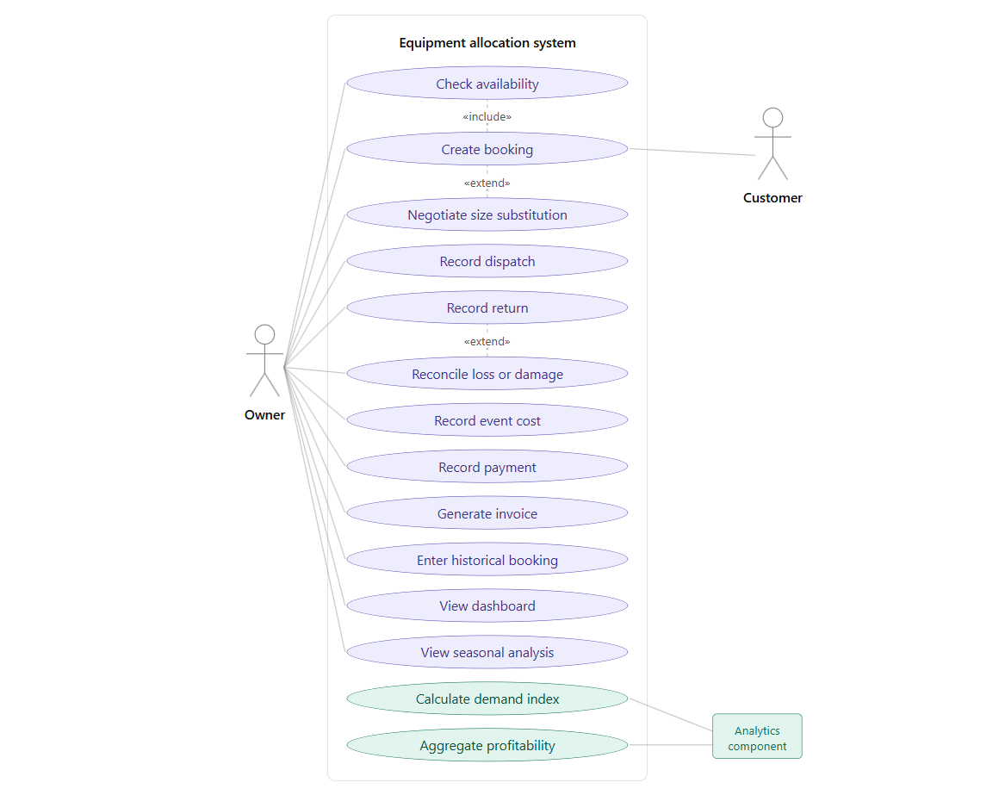 Equipment allocation system
Check availability
«include»
Create booking
«extend»
Customer
Negotiate size substitution
Record dispatch
Record return
«extend»
Reconcile loss or damage
Owner
Record event cost
Record payment
Generate invoice
Enter historical booking
View dashboard
View seasonal analysis
Calculate demand index
Analytics
component
Aggregate profitability